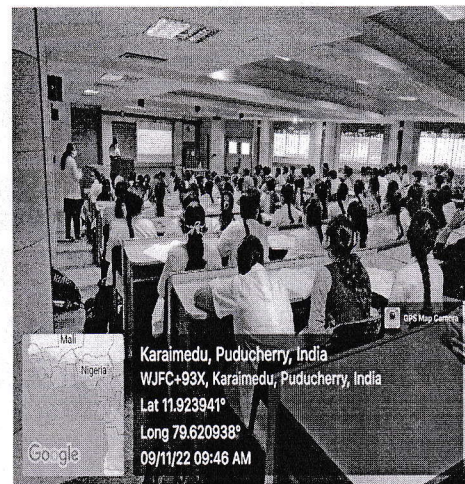 Mali
Nigeria
Google
GPS Map Camera
Karaimedu, Puducherry, India
WJFC+93X, Karaimedu, Puducherry, India
Lat 11.923941°
Long 79.620938°
09/11/22 09:46 AM